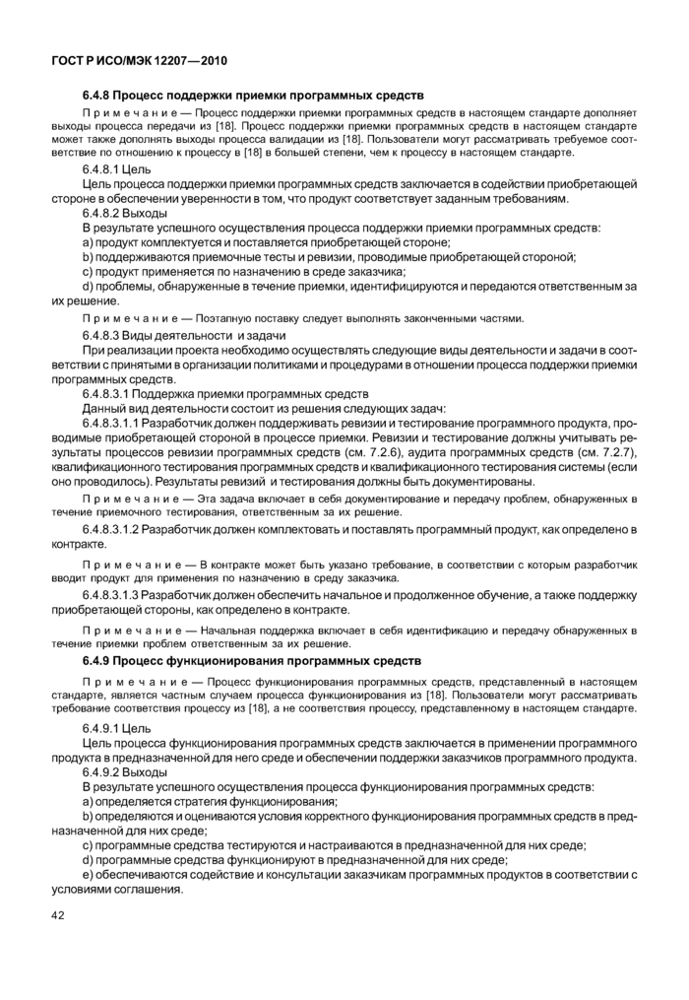 ГОСТ Р ИСО/МЭК 12207—2010
6.4.8 Процесс поддержки приемки программных средств
П р и м е ч а н и е — Процесс поддержки приемки программных средств в настоящем стандарте дополняет
выходы процесса передачи из [18]. Процесс поддержки приемки программных средств в настоящем стандарте
может также дополнять выходы процесса валидации из [18]. Пользователи могут рассматривать требуемое соот-
ветствие по отношению к процессу в [18] в большей степени, чем к процессу в настоящем стандарте.
6.4.8.1 Цель
Цель процесса поддержки приемки программных средств заключается в содействии приобретающей
стороне в обеспечении уверенности в том, что продукт соответствует заданным требованиям.
6.4.8.2 Выходы
В результате успешного осуществления процесса поддержки приемки программных средств:
a) продукт комплектуется и поставляется приобретающей стороне;
b) поддерживаются приемочные тесты и ревизии, проводимые приобретающей стороной;
c) продукт применяется по назначению в среде заказчика;
d) проблемы, обнаруженные в течение приемки, идентифицируются и передаются ответственным за
их решение.
П р и м е ч а н и е — Поэтапную поставку следует выполнять законченными частями.
6.4.8.3 Виды деятельности и задачи
При реализации проекта необходимо осуществлять следующие виды деятельности и задачи в соот-
ветствии с принятыми в организации политиками и процедурами в отношении процесса поддержки приемки
программных средств.
6.4.8.3.1 Поддержка приемки программных средств
Данный вид деятельности состоит из решения следующих задач:
6.4.8.3.1.1 Разработчик должен поддерживать ревизии и тестирование программного продукта, про-
водимые приобретающей стороной в процессе приемки. Ревизии и тестирование должны учитывать ре-
зультаты процессов ревизии программных средств (см. 7.2.6), аудита программных средств (см. 7.2.7),
квалификационного тестирования программных средств и квалификационного тестирования системы (если
оно проводилось). Результаты ревизий и тестирования должны быть документированы.
П р и м е ч а н и е — Эта задача включает в себя документирование и передачу проблем, обнаруженных в
течение приемочного тестирования, ответственным за их решение.
6.4.8.3.1.2 Разработчик должен комплектовать и поставлять программный продукт, как определено в
контракте.
П р и м е ч а н и е — В контракте может быть указано требование, в соответствии с которым разработчик
вводит продукт для применения по назначению в среду заказчика.
6.4.8.3.1.3 Разработчик должен обеспечить начальное и продолженное обучение, а также поддержку
приобретающей стороны, как определено в контракте.
П р и м е ч а н и е — Начальная поддержка включает в себя идентификацию и передачу обнаруженных в
течение приемки проблем ответственным за их решение.
6.4.9 Процесс функционирования программных средств
П р и м е ч а н и е — Процесс функционирования программных средств, представленный в настоящем
стандарте, является частным случаем процесса функционирования из [18]. Пользователи могут рассматривать
требование соответствия процессу из [18], а не соответствия процессу, представленному в настоящем стандарте.
6.4.9.1 Цель
Цель процесса функционирования программных средств заключается в применении программного
продукта в предназначенной для него среде и обеспечении поддержки заказчиков программного продукта.
6.4.9.2 Выходы
В результате успешного осуществления процесса функционирования программных средств:
a) определяется стратегия функционирования;
b) определяются и оцениваются условия корректного функционирования программных средств в пред-
назначенной для них среде;
c) программные средства тестируются и настраиваются в предназначенной для них среде;
d) программные средства функционируют в предназначенной для них среде;
e) обеспечиваются содействие и консультации заказчикам программных продуктов в соответствии с
условиями соглашения.
42